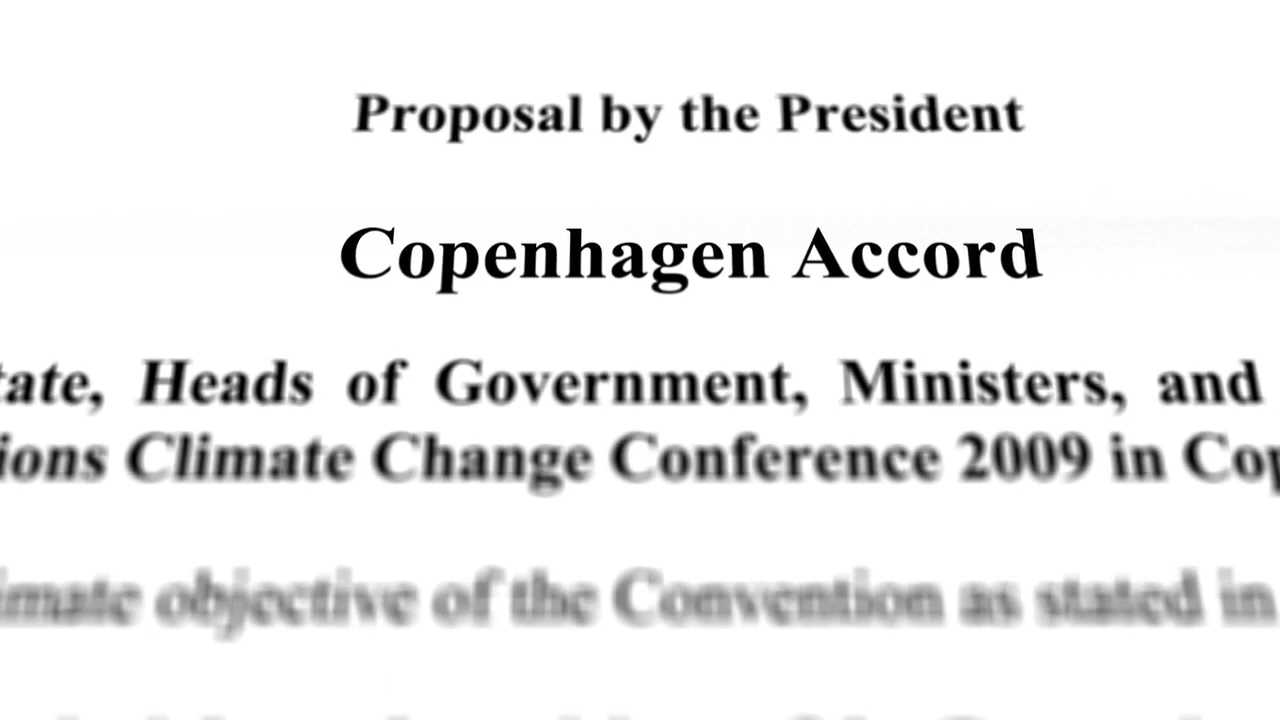 Proposal by the President
Copenhagen Accord
tate, Heads of Government, Ministers, and
ions Climate Change Conference 2009 in Cop
imate objective of the Convention as stated in